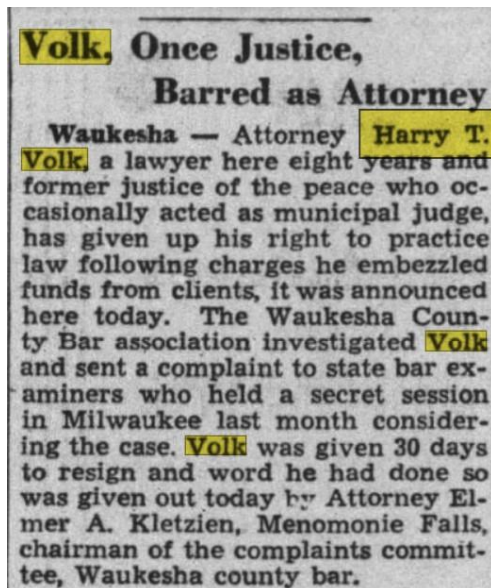 Volk, Once Justice,
Barred as Attorney
Waukesha — Attorney Harry T.
Volk, a lawyer here eight years and
former justice of the peace who oc-
casionally acted as municipal judge,
has given up his right to practice
law following charges he embezzled
funds from clients, it was announced
here today. The Waukesha Coun-
ty Bar association investigated Volk
and sent a complaint to state bar ex-
aminers who held a secret session
in Milwaukee last month consider-
ing the case. Volk was given 30 days
to resign and word he had done so
was given out today by Attorney El-
mer A. Kletzien, Menomonie Falls,
chairman of the complaints commit-
tee, Waukesha county bar.